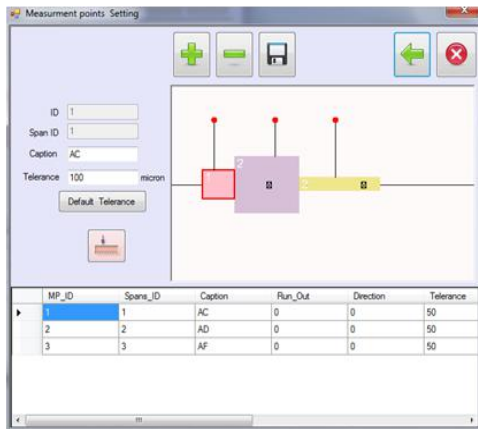 Measurment points Setting
ID 1
Span ID 1
Caption AC
Telerance 100 micron
Default Telerance
2
2
MP_ID Spans_ID Caption Run_Out Direction Telerance
1 1 AC 0 0 50
2 2 AD 0 0 50
3 3 AF 0 0 50